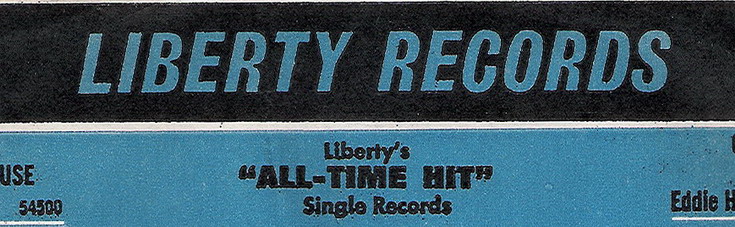 LIBERTY RECORDS
Liberty's
USE "ALL-TIME HIT"
54500 Single Records Eddie H